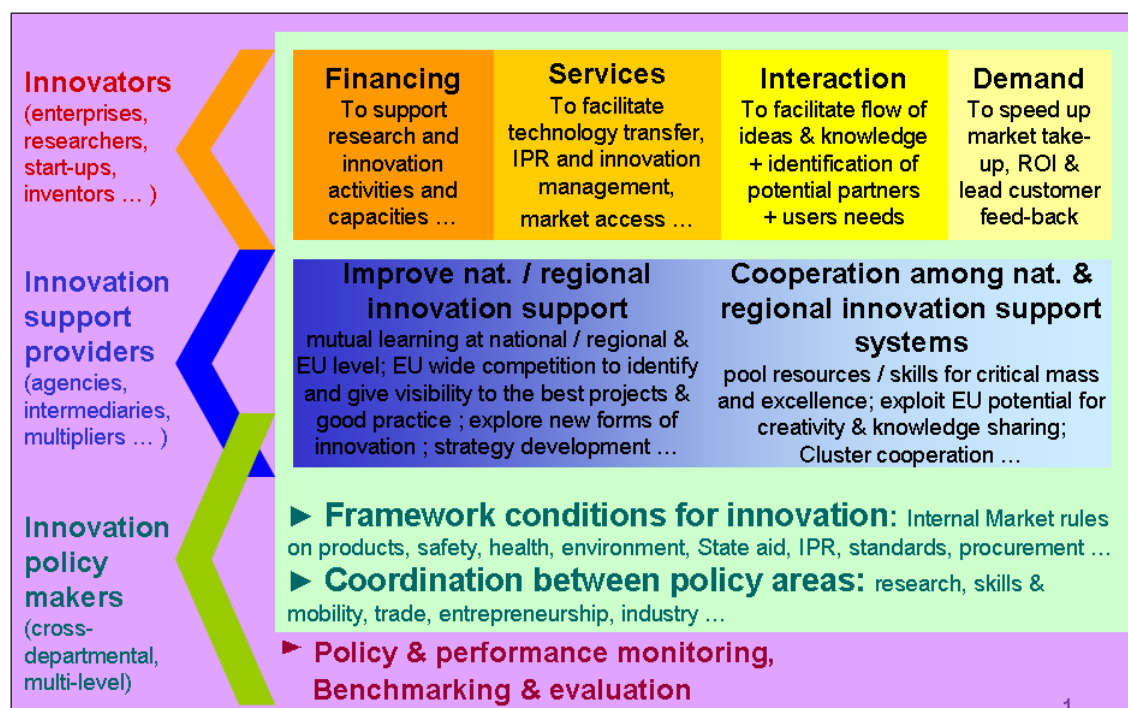 Innovators
(enterprises,
researchers,
start-ups,
inventors … )
Financing
To support
research and
innovation
activities and
capacities …
Services
To facilitate
technology transfer,
IPR and innovation
management,
market access …
Interaction
To facilitate flow of
ideas & knowledge
+ identification of
potential partners
+ users needs
Demand
To speed up
market take-
up, ROI &
lead customer
feed-back
Innovation
support
providers
(agencies,
intermediaries,
multipliers … )
Improve nat. / regional
innovation support
mutual learning at national / regional &
EU level; EU wide competition to identify
and give visibility to the best projects &
good practice ; explore new forms of
innovation ; strategy development …
Cooperation among nat. &
regional innovation support
systems
pool resources / skills for critical mass
and excellence; exploit EU potential for
creativity & knowledge sharing;
Cluster cooperation …
Innovation
policy
makers
(cross-
departmental,
multi-level)
► Framework conditions for innovation: Internal Market rules
on products, safety, health, environment, State aid, IPR, standards, procurement …
► Coordination between policy areas: research, skills &
mobility, trade, entrepreneurship, industry …
► Policy & performance monitoring,
Benchmarking & evaluation
1